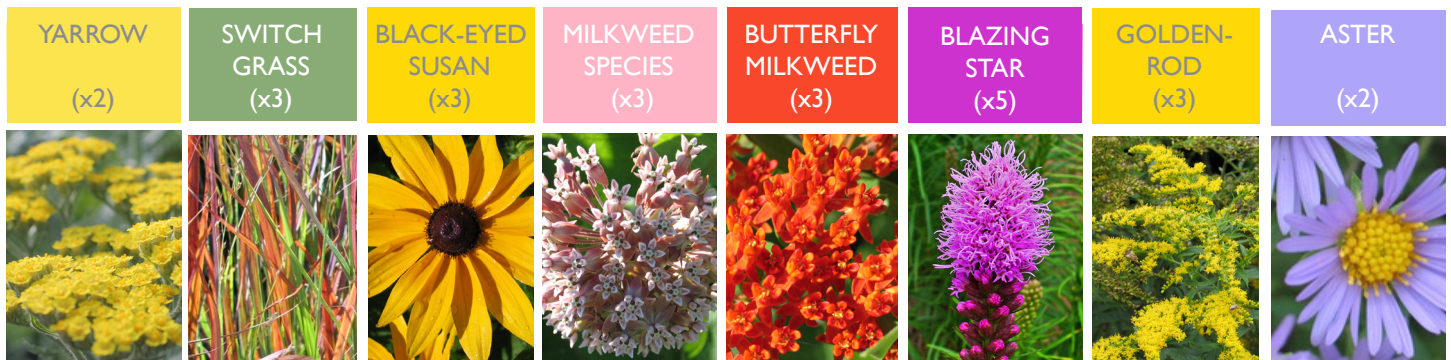 YARROW
(x2)
SWITCH
GRASS
(x3)
BLACK-EYED
SUSAN
(x3)
MILKWEED
SPECIES
(x3)
BUTTERFLY
MILKWEED
(x3)
BLAZING
STAR
(x5)
GOLDEN-
ROD
(x3)
ASTER
(x2)